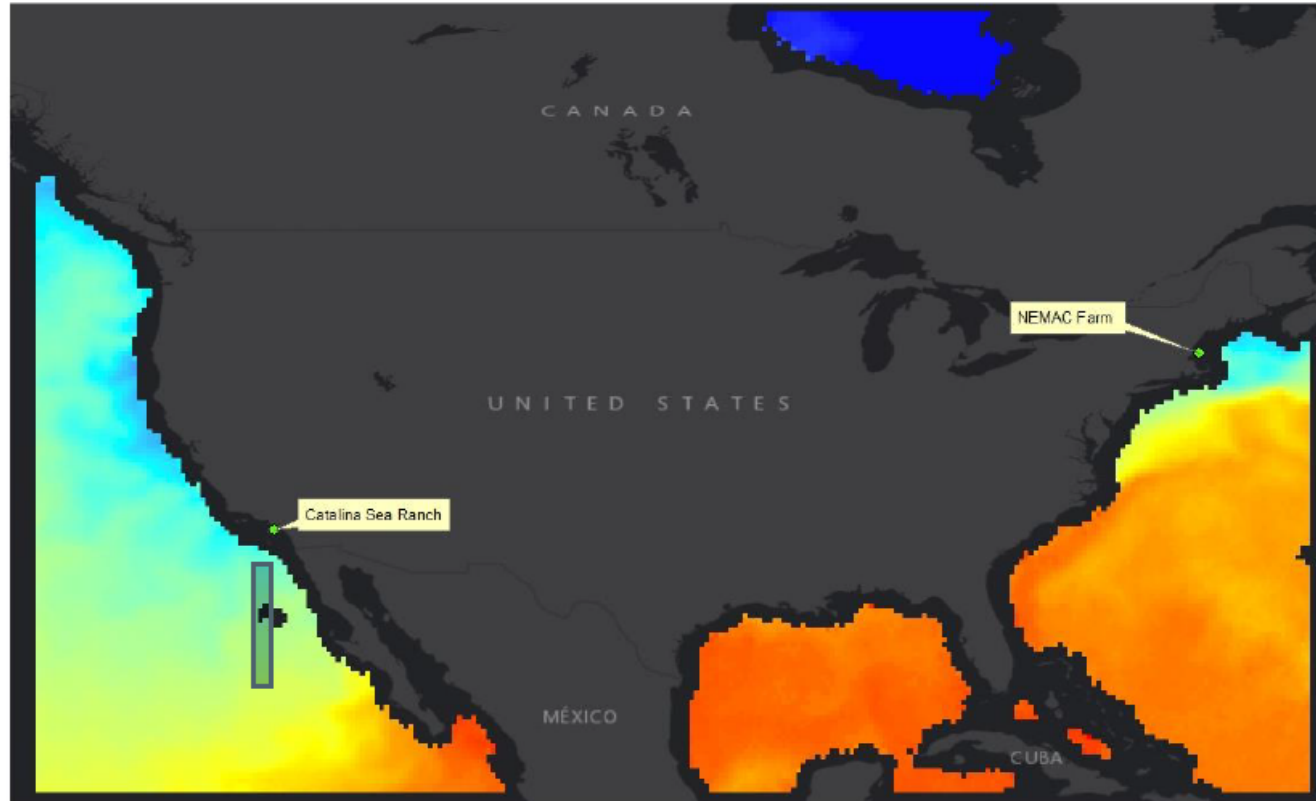 CANADA
NEMAC Farm
UNITED STATES
Catalina Sea Ranch
MÉXICO
CUBA